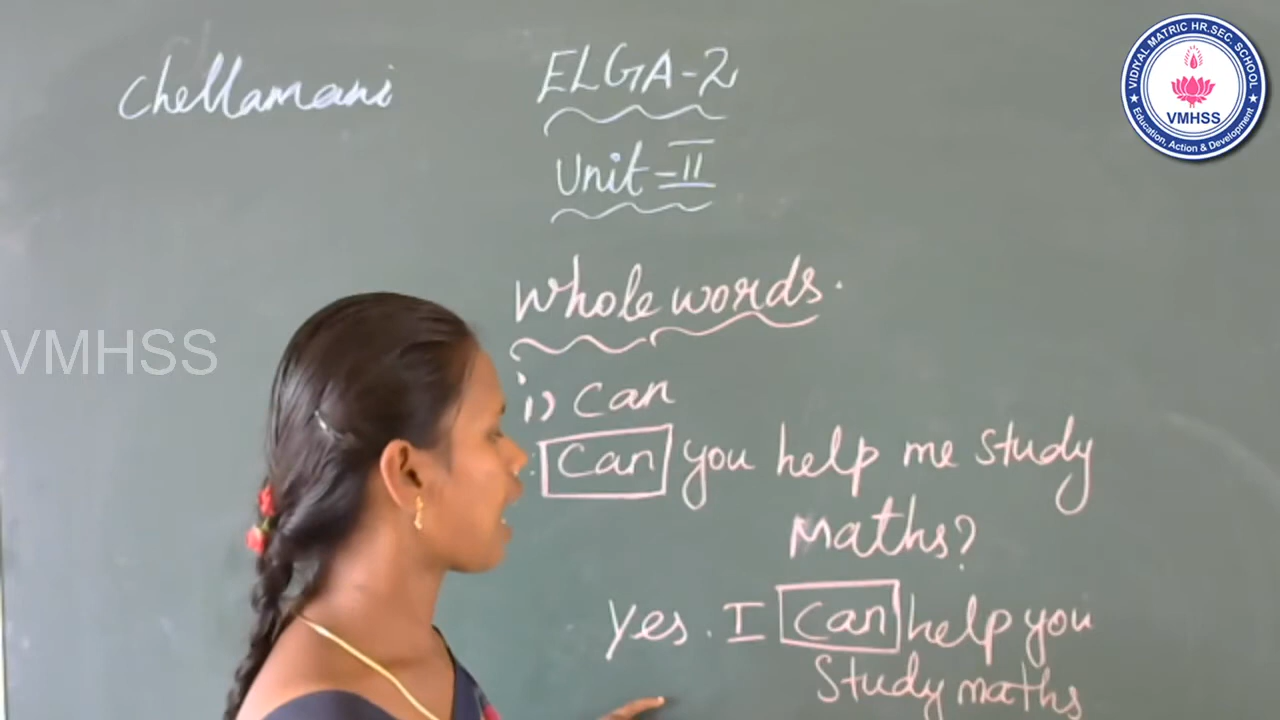 Chellamani
ELGA-2
Unit-II
Whole words.
i) Can
Can you help me study
Maths?
Yes. I Can help you
Study maths
VMHSS
VIDIYAL MATRIC HR.SEC. SCHOOL
VMHSS
★ Education, Action & Development ★